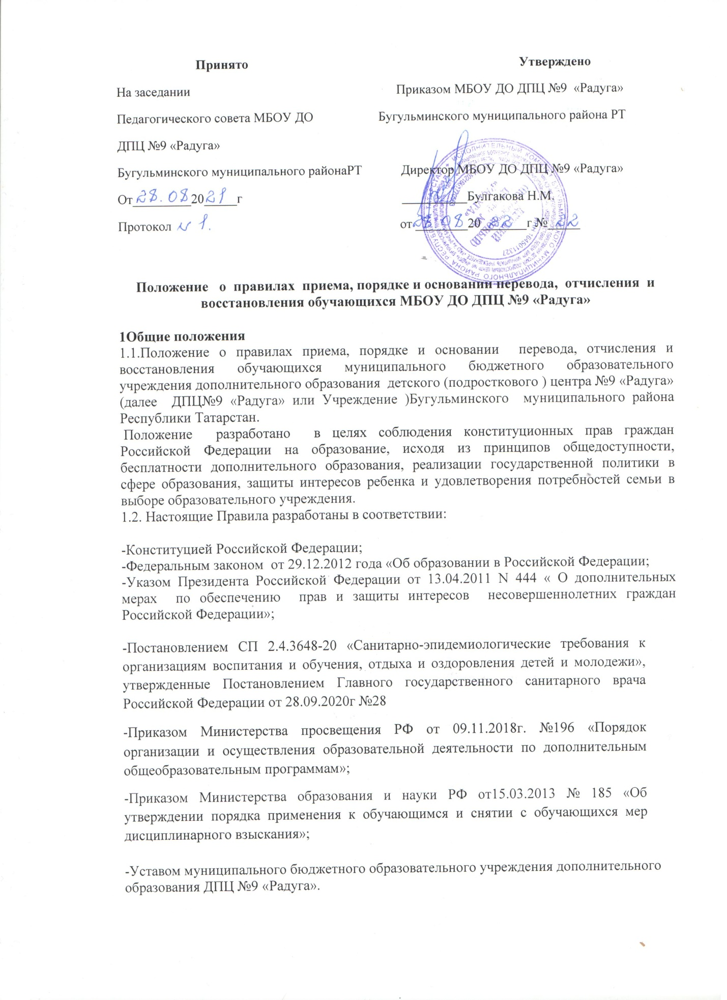 Принято
Утверждено
На заседании
Приказом МБОУ ДО ДПЦ №9 «Радуга»
Педагогического совета МБОУ ДО
Бугульминского муниципального района РТ
ДПЦ №9 «Радуга»
Бугульминского муниципального районаРТ
Директор МБОУ ДО ДПЦ №9 «Радуга»
От 28.08 2021 г
Булгакова Н.М.
Протокол N 1.
от 28 08 20 г № 22
ИНН 1645011327
Положение о правилах приема, порядке и основании перевода, отчисления и
восстановления обучающихся МБОУ ДО ДПЦ №9 «Радуга»
1Общие положения
1.1.Положение о правилах приема, порядке и основании перевода, отчисления и
восстановления обучающихся муниципального бюджетного образовательного
учреждения дополнительного образования детского (подросткового ) центра №9 «Радуга»
(далее ДПЦ№9 «Радуга» или Учреждение )Бугульминского муниципального района
Республики Татарстан.
Положение разработано в целях соблюдения конституционных прав граждан
Российской Федерации на образование, исходя из принципов общедоступности,
бесплатности дополнительного образования, реализации государственной политики в
сфере образования, защиты интересов ребенка и удовлетворения потребностей семьи в
выборе образовательного учреждения.
1.2. Настоящие Правила разработаны в соответствии:
-Конституцией Российской Федерации;
-Федеральным законом от 29.12.2012 года «Об образовании в Российской Федерации;
-Указом Президента Российской Федерации от 13.04.2011 N 444 « О дополнительных
мерах по обеспечению прав и защиты интересов несовершеннолетних граждан
Российской Федерации»;
-Постановлением СП 2.4.3648-20 «Санитарно-эпидемиологические требования к
организациям воспитания и обучения, отдыха и оздоровления детей и молодежи»,
утвержденные Постановлением Главного государственного санитарного врача
Российской Федерации от 28.09.2020г №28
-Приказом Министерства просвещения РФ от 09.11.2018г. №196 «Порядок
организации и осуществления образовательной деятельности по дополнительным
общеобразовательным программам»;
-Приказом Министерства образования и науки РФ от15.03.2013 № 185 «Об
утверждении порядка применения к обучающимся и снятии с обучающихся мер
дисциплинарного взыскания»;
-Уставом муниципального бюджетного образовательного учреждения дополнительного
образования ДПЦ №9 «Радуга».